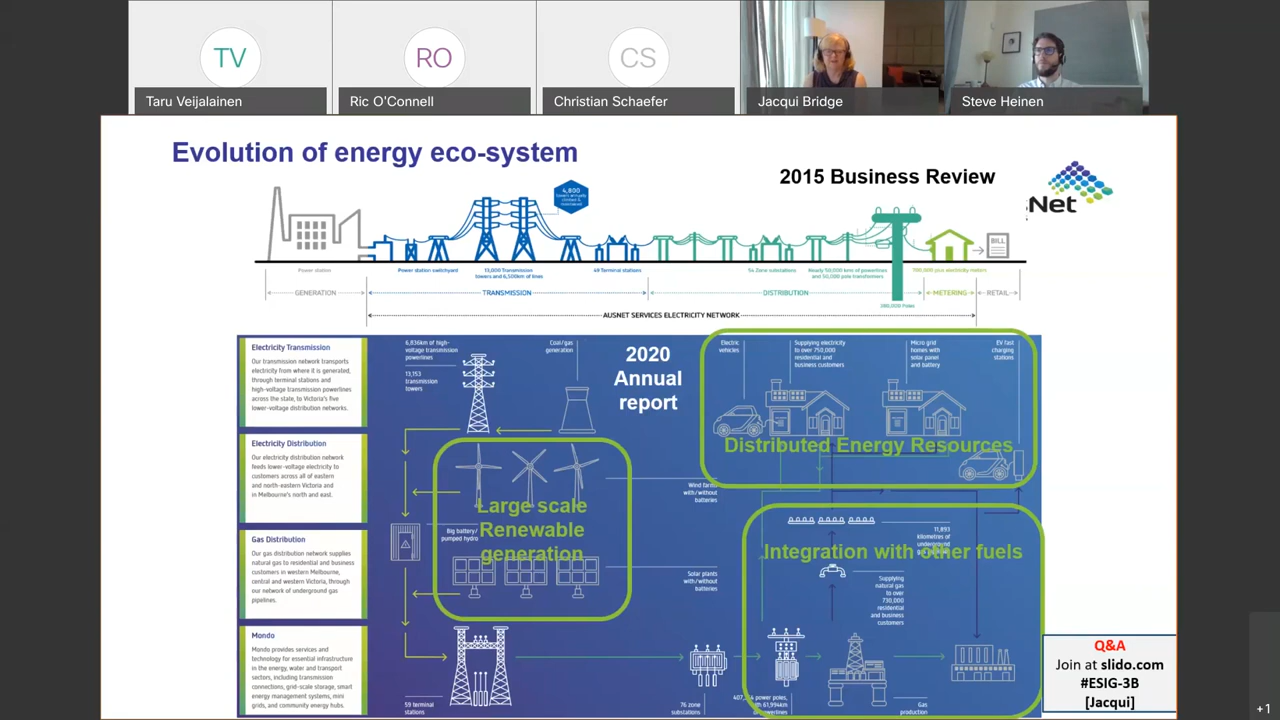 TV
RO
CS
Taru Veijalainen
Ric O'Connell
Christian Schaefer
Jacqui Bridge
Steve Heinen
Evolution of energy eco-system
2015 Business Review
Net
4,800
Power station
Power station switchyard
13,000 Transmission
towers and 6,500km of lines
49 Terminal stations
54 Zone substations
Nearly 50,000 kms of powerlines
and 50,000 pole transformers
380,000 Poles
700,000 plus electricity meters
BILL
GENERATION
TRANSMISSION
DISTRIBUTION
METERING
RETAIL
AUSNET SERVICES ELECTRICITY NETWORK
Electricity Transmission
Our transmission network transports
electricity from where it is generated,
through terminal stations and
high-voltage transmission powerlines
across the state, to Victoria's five
lower-voltage distribution networks.
Electricity Distribution
Our electricity distribution network
feeds lower-voltage electricity to
customers across all of eastern
and north-eastern Victoria and
in Melbourne's north and east.
Gas Distribution
Our gas distribution network supplies
natural gas to residential and business
customers in western Melbourne,
central and western Victoria, through
our network of underground gas
pipelines.
Mondo
Mondo provides services and
technology for essential infrastructure
in the energy, water and transport
sectors, including transmission
connections, grid-scale storage, smart
energy management systems, mini
grids, and community energy hubs.
6,836km of high-
voltage transmission
powerlines
13,153
transmission
towers
Coal/gas
generation
2020
Annual
report
Electric
vehicles
Supplying electricity
to over 750,000
residential and
business customers
Micro grid
homes with
solar panel
and battery
EV fast
charging
stations
Distributed Energy Resources
Large scale
Renewable
generation
Wind farms
with/without
batteries
Big battery/
pumped hydro
Solar plants
with/without
batteries
11,893
kilometres of
underground
Integration with other fuels
Supplying
natural gas
to over
730,000
residential
and business
customers
59 terminal
stations
76 zone
substations
power poles,
with 61,994km
Gas
production
Q&A
Join at slido.com
#ESIG-3B
[Jacqui]
+1